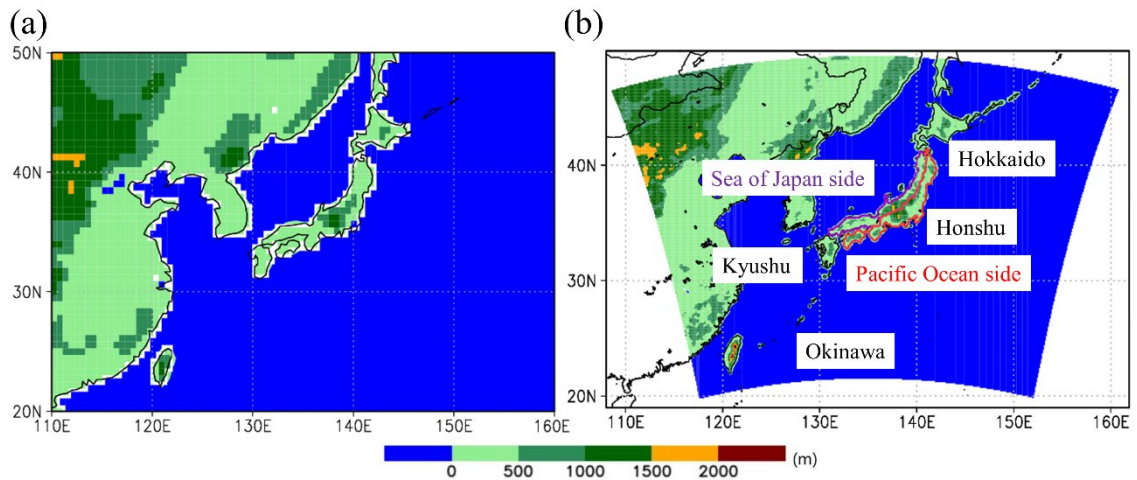 (a)
(b)
50N
40N
30N
20N
110E 120E 130E 140E 150E 160E
40N
30N
20N
110E 120E 130E 140E 150E 160E
Sea of Japan side
Hokkaido
Honshu
Kyushu
Pacific Ocean side
Okinawa
0 500 1000 1500 2000 (m)